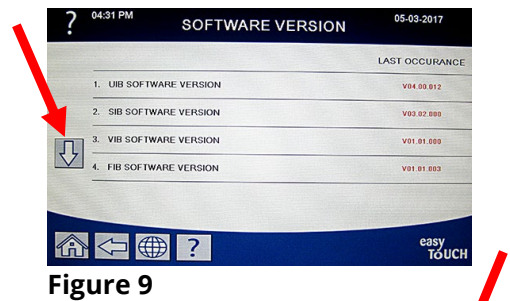 ? 04:31 PM SOFTWARE VERSION 05-03-2017
LAST OCCURANCE
1. UIB SOFTWARE VERSION V04.00.012
2. SIB SOFTWARE VERSION V03.02.000
3. VIB SOFTWARE VERSION V01.01.000
4. FIB SOFTWARE VERSION V01.01.003
?
easy
TOUCH
Figure 9